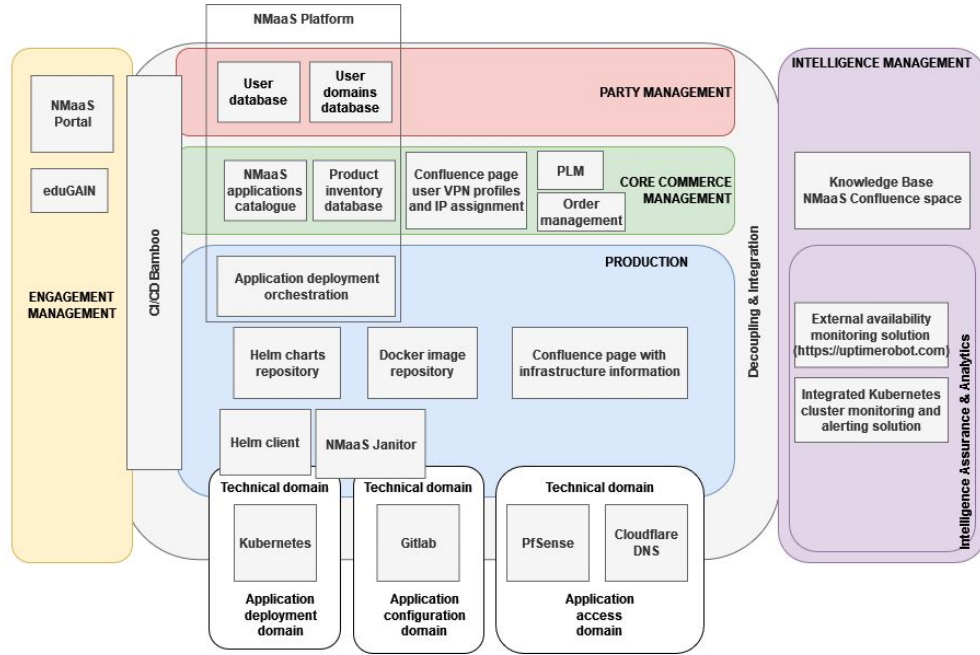 NMaaS Platform
NMaaS
Portal
eduGAIN
ENGAGEMENT
MANAGEMENT
CI/CD Bamboo
User
database
User
domains
database
PARTY MANAGEMENT
NMaaS
applications
catalogue
Product
inventory
database
Confluence page
user VPN profiles
and IP assignment
PLM
Order
management
CORE COMMERCE
MANAGEMENT
PRODUCTION
Application deployment
orchestration
Helm charts
repository
Docker image
repository
Confluence page with
infrastructure information
Helm client
NMaaS Janitor
Decoupling & Integration
Technical domain
Kubernetes
Application
deployment
domain
Technical domain
Gitlab
Application
configuration
domain
Technical domain
PfSense
Cloudflare
DNS
Application
access
domain
INTELLIGENCE MANAGEMENT
Knowledge Base
NMaaS Confluence space
External availability
monitoring solution
(https://uptimerobot.com)
Integrated Kubernetes
cluster monitoring and
alerting solution
Intelligence Assurance & Analytics